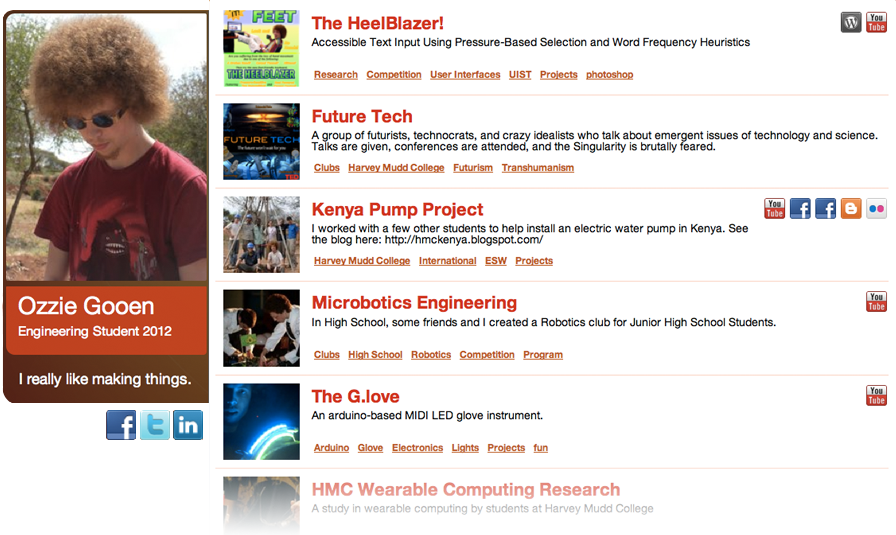 Ozzie Gooen
Engineering Student 2012
I really like making things.
FEET
THE HEELBLAZER
The HeelBlazer!
Accessible Text Input Using Pressure-Based Selection and Word Frequency Heuristics
Research Competition User Interfaces UIST Projects photoshop
You Tube
FUTURE TECH
TED
Future Tech
A group of futurists, technocrats, and crazy idealists who talk about emergent issues of technology and science.
Talks are given, conferences are attended, and the Singularity is brutally feared.
Clubs Harvey Mudd College Futurism Transhumanism
Kenya Pump Project
You Tube
I worked with a few other students to help install an electric water pump in Kenya. See
the blog here: http://hmckenya.blogspot.com/
Harvey Mudd College International ESW Projects
Microbotics Engineering
You Tube
In High School, some friends and I created a Robotics club for Junior High School Students.
Clubs High School Robotics Competition Program
The G.love
You Tube
An arduino-based MIDI LED glove instrument.
Arduino Glove Electronics Lights Projects fun
HMC Wearable Computing Research
A study in wearable computing by students at Harvey Mudd College